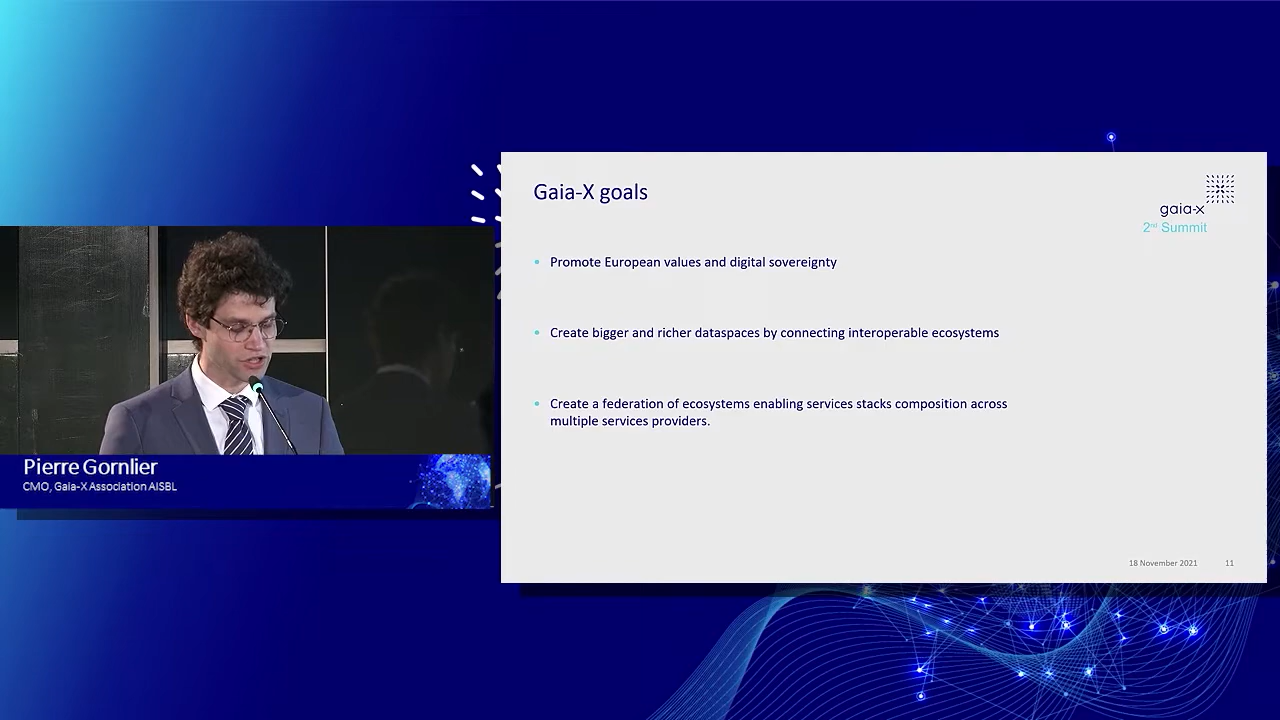 Gaia-X goals
gaia-x
2nd Summit
• Promote European values and digital sovereignty
• Create bigger and richer dataspaces by connecting interoperable ecosystems
• Create a federation of ecosystems enabling services stacks composition across
multiple services providers.
Pierre Gornlier
CMO, Gaia-X Association AISBL
18 November 2021
11